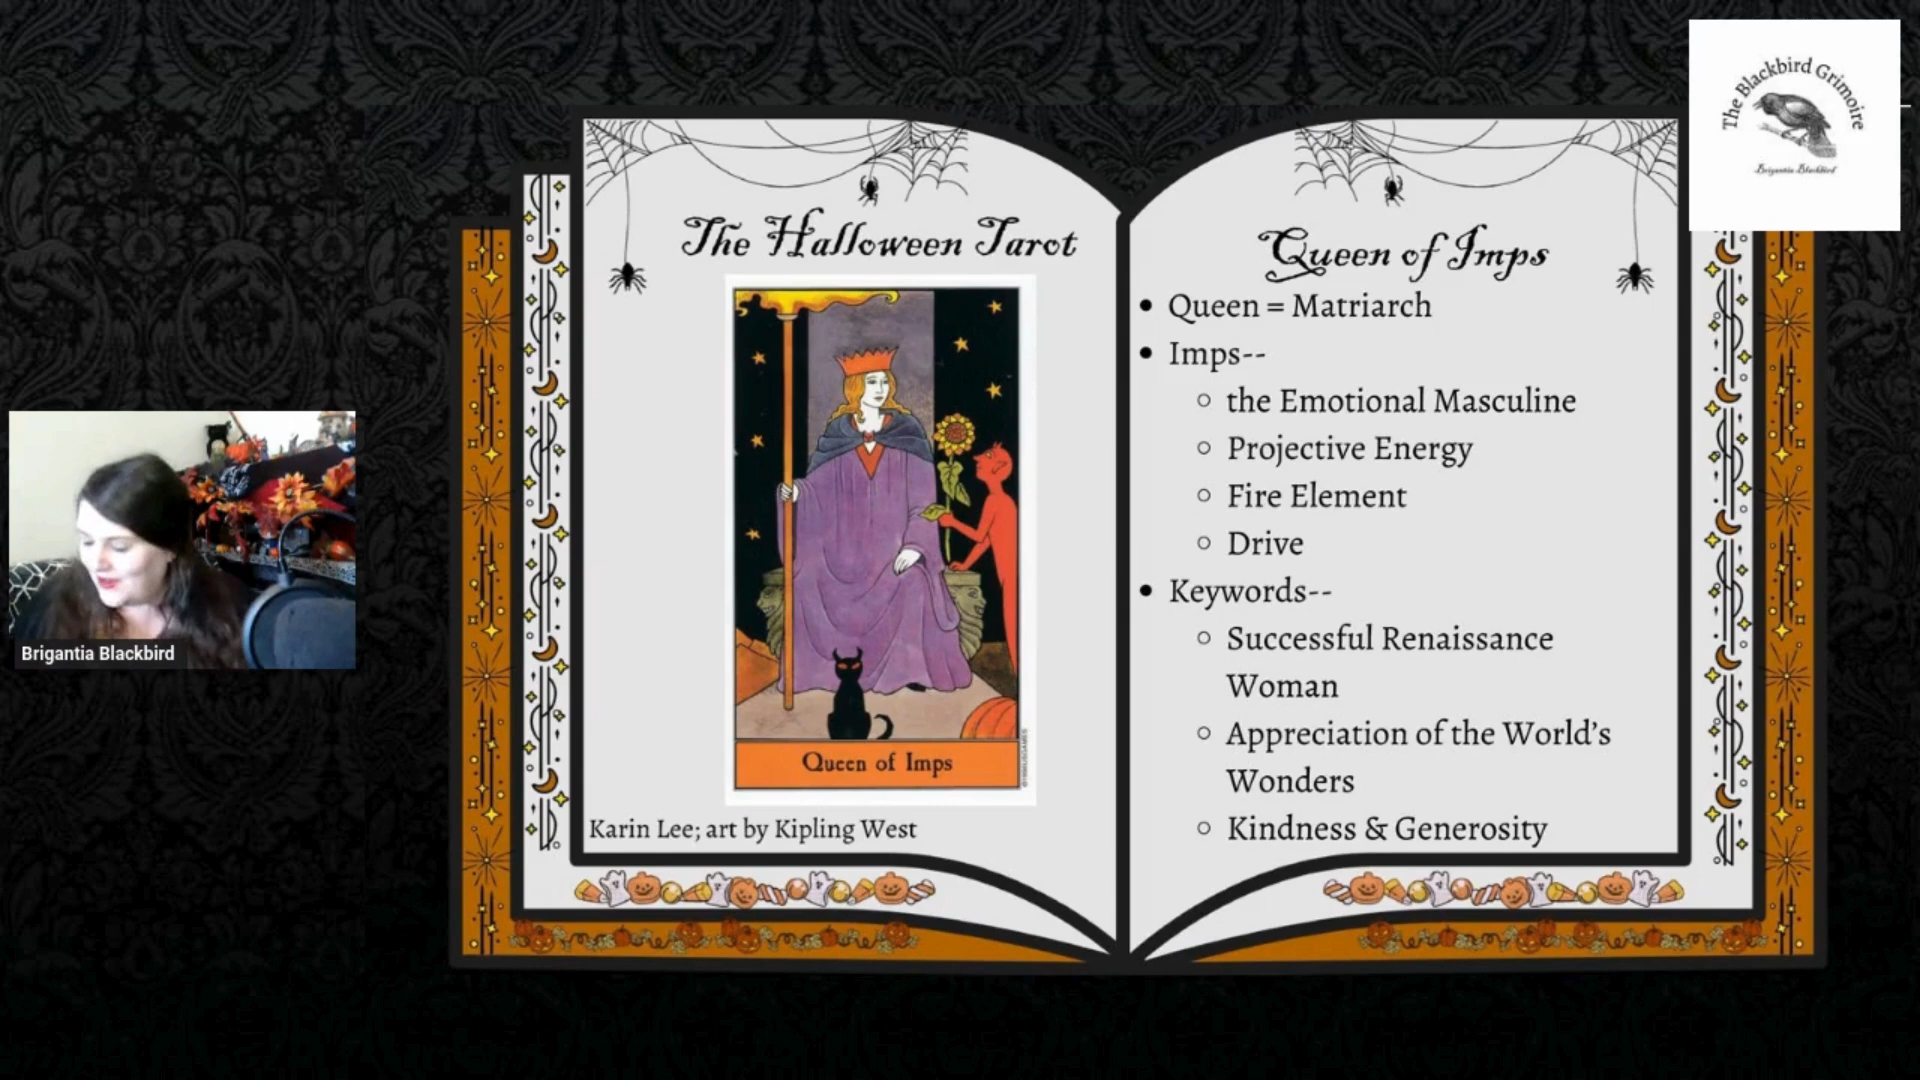 The Blackbird Grimoire
Brigantia Blackbird
The Halloween Tarot
Queen of Imps
Karin Lee; art by Kipling West
Queen of Imps
• Queen = Matriarch
• Imps--
○ the Emotional Masculine
○ Projective Energy
○ Fire Element
○ Drive
• Keywords--
○ Successful Renaissance
Woman
○ Appreciation of the World's
Wonders
○ Kindness & Generosity
Brigantia Blackbird